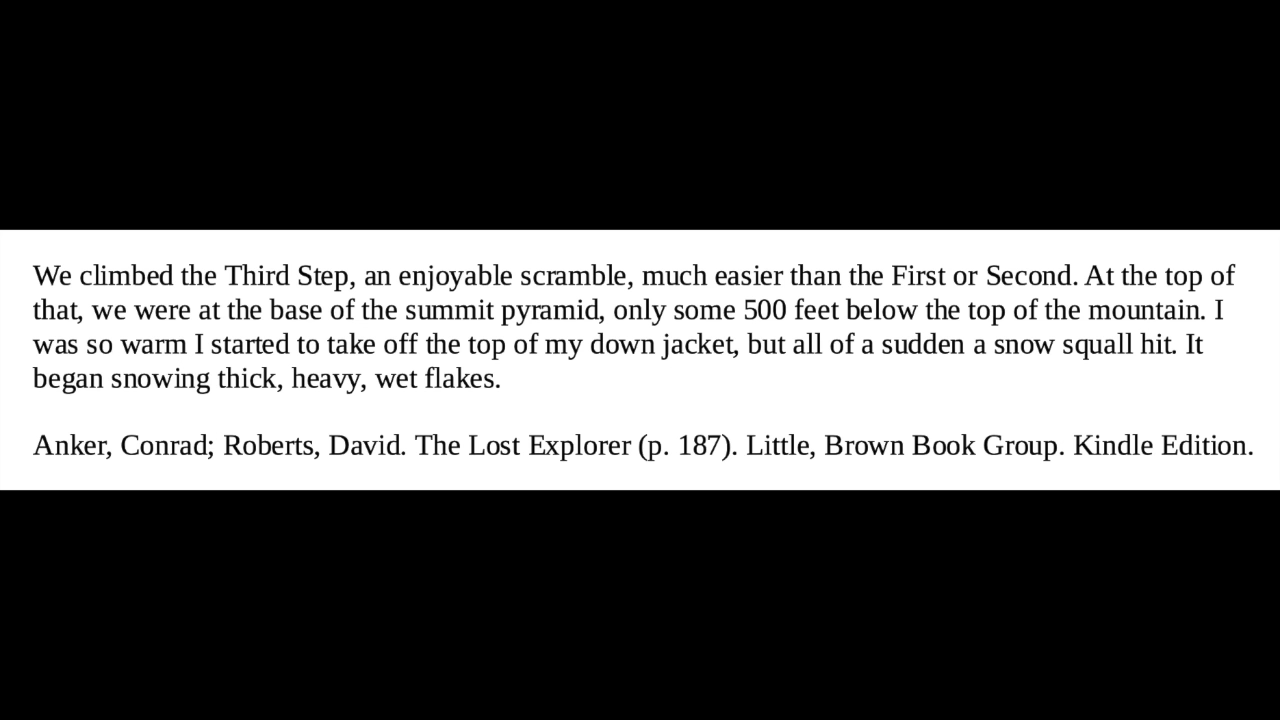 We climbed the Third Step, an enjoyable scramble, much easier than the First or Second. At the top of
that, we were at the base of the summit pyramid, only some 500 feet below the top of the mountain. I
was so warm I started to take off the top of my down jacket, but all of a sudden a snow squall hit. It
began snowing thick, heavy, wet flakes.
Anker, Conrad; Roberts, David. The Lost Explorer (p. 187). Little, Brown Book Group. Kindle Edition.